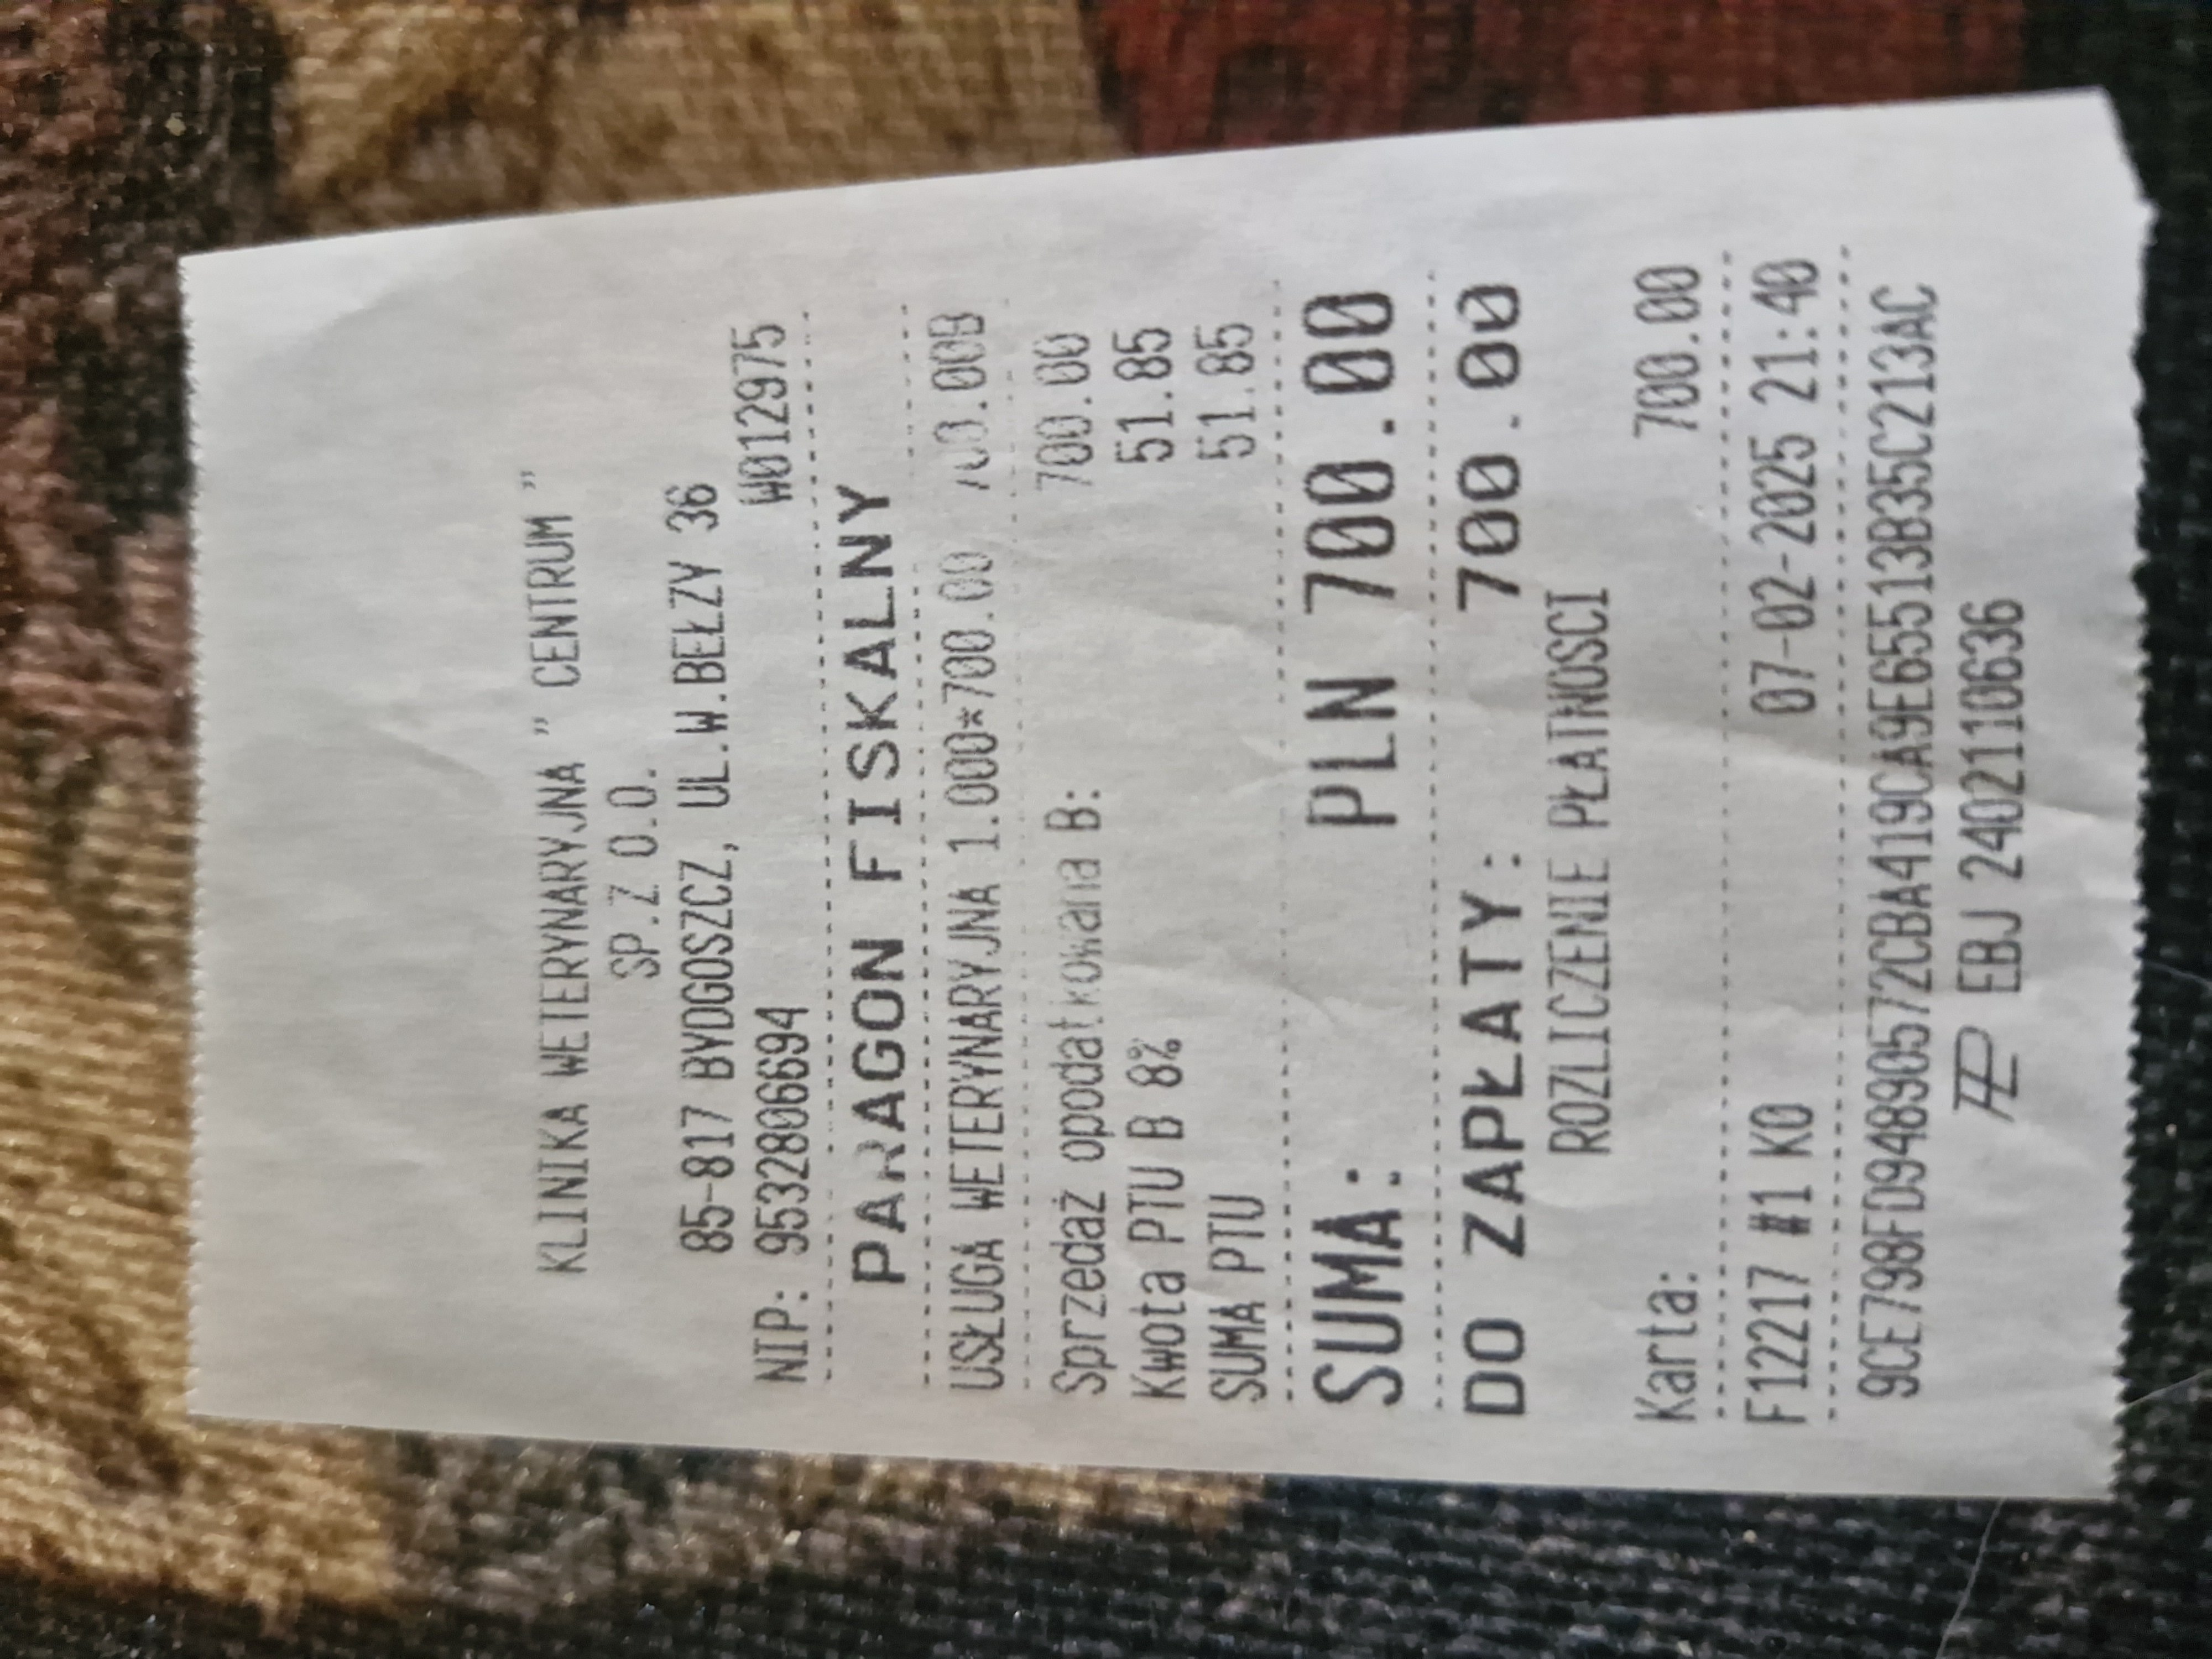 KLINIKA WETERYNARYJNA " CENTRUM "
SP.Z O.O.
85-817 BYDGOSZCZ, UL.W.BEŁZY 36
NIP: 9532806694 W012975
PARAGON FISKALNY
USŁUGA WETERYNARYJNA 1.000*700.00 700.00B
Sprzedaż opodatkowana B: 700.00
Kwota PTU B 8% 51.85
SUMA PTU 51.85
SUMA: PLN 700.00
DO ZAPŁATY: 700.00
ROZLICZENIE PŁATNOŚCI
Karta: 700.00
F12217 #1 KO 07-02-2025 21:40
9CE798FD94890572CBA419CA9E65513B35C213AC
EBJ 2402110636